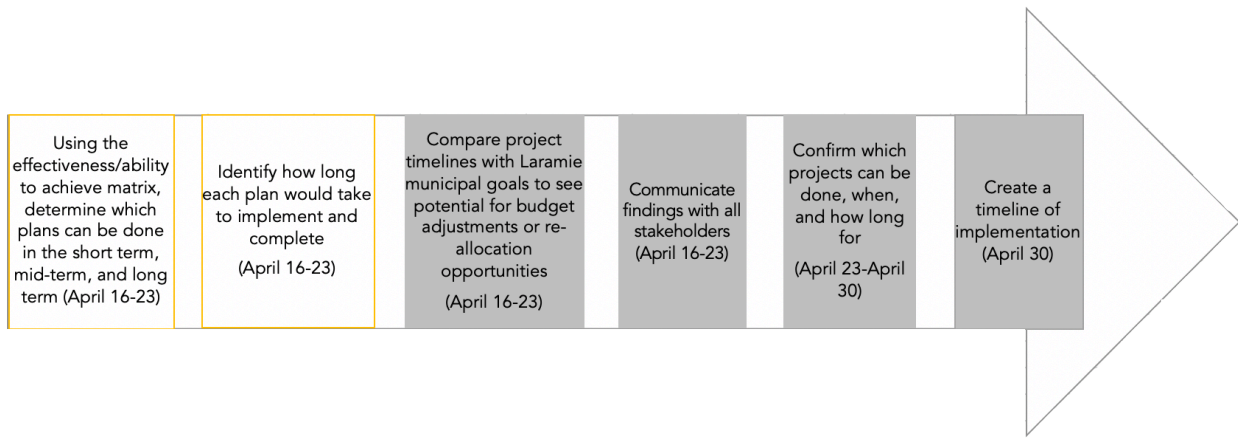 Using the
effectiveness/ability
to achieve matrix,
determine which
plans can be done
in the short term,
mid-term, and long
term (April 16-23)
Identify how long
each plan would take
to implement and
complete
(April 16-23)
Compare project
timelines with Laramie
municipal goals to see
potential for budget
adjustments or re-
allocation
opportunities
(April 16-23)
Communicate
findings with all
stakeholders
(April 16-23)
Confirm which
projects can be
done, when,
and how long
for
(April 23-April
30)
Create a
timeline of
implementation
(April 30)